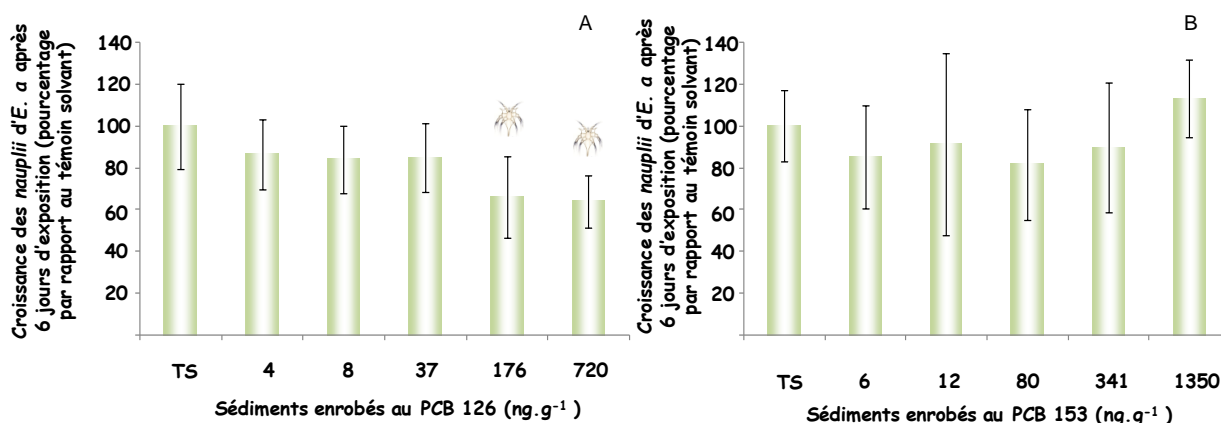 Croissance des nauplii d'E. a après
6 jours d'exposition (pourcentage
par rapport au témoin solvant)
A
140
120
100
80
60
40
20
TS 4 8 37 176 720
Sédiments enrobés au PCB 126 (ng.g⁻¹ )
Croissance des nauplii d'E. a après
6 jours d'exposition (pourcentage
par rapport au témoin solvant)
B
140
120
100
80
60
40
20
TS 6 12 80 341 1350
Sédiments enrobés au PCB 153 (ng.g⁻¹ )